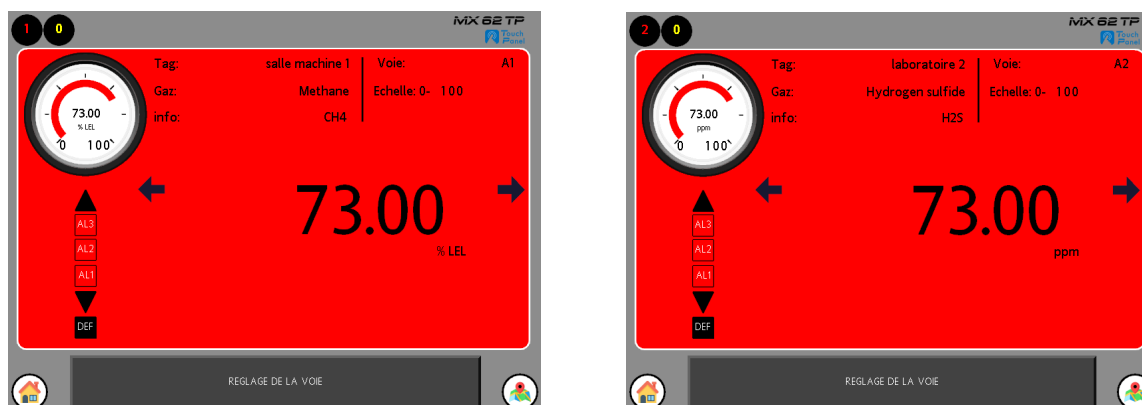 1 0
MX 62 TP
Touch
Panel
Tag: salle machine 1 Voie: A1
Gaz: Methane Echelle: 0- 100
info: CH4
73.00
% LEL
0 100
73.00
% LEL
AL3
AL2
AL1
DEF
REGLAGE DE LA VOIE
2 0
MX 62 TP
Touch
Panel
Tag: laboratoire 2 Voie: A2
Gaz: Hydrogen sulfide Echelle: 0- 100
info: H2S
73.00
ppm
0 100
73.00
ppm
AL3
AL2
AL1
DEF
REGLAGE DE LA VOIE